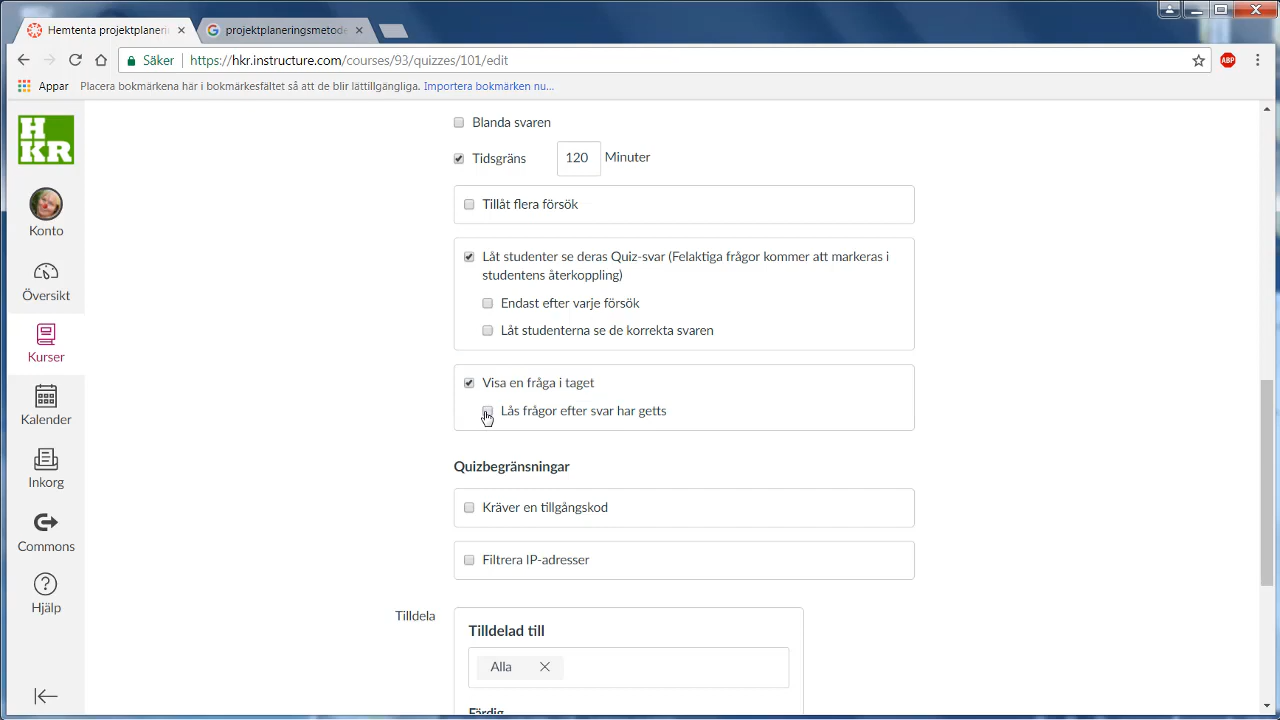 Hemtenta projektplaneri
projektplaneringsmetode
Säker
https://hkr.instructure.com/courses/93/quizzes/101/edit
ABP
Appar
Placera bokmärkena här i bokmärkesfältet så att de blir lättillgängliga.
Importera bokmärken nu...
H
KR
Konto
Översikt
Kurser
Kalender
Inkorg
Commons
Hjälp
Blanda svaren
Tidsgräns 120 Minuter
Tillåt flera försök
Låt studenter se deras Quiz-svar (Felaktiga frågor kommer att markeras i
studentens återkoppling)
Endast efter varje försök
Låt studenterna se de korrekta svaren
Visa en fråga i taget
Lås frågor efter svar har getts
Quizbegränsningar
Kräver en tillgångskod
Filtrera IP-adresser
Tilldela
Tilldelad till
Alla
Färdig